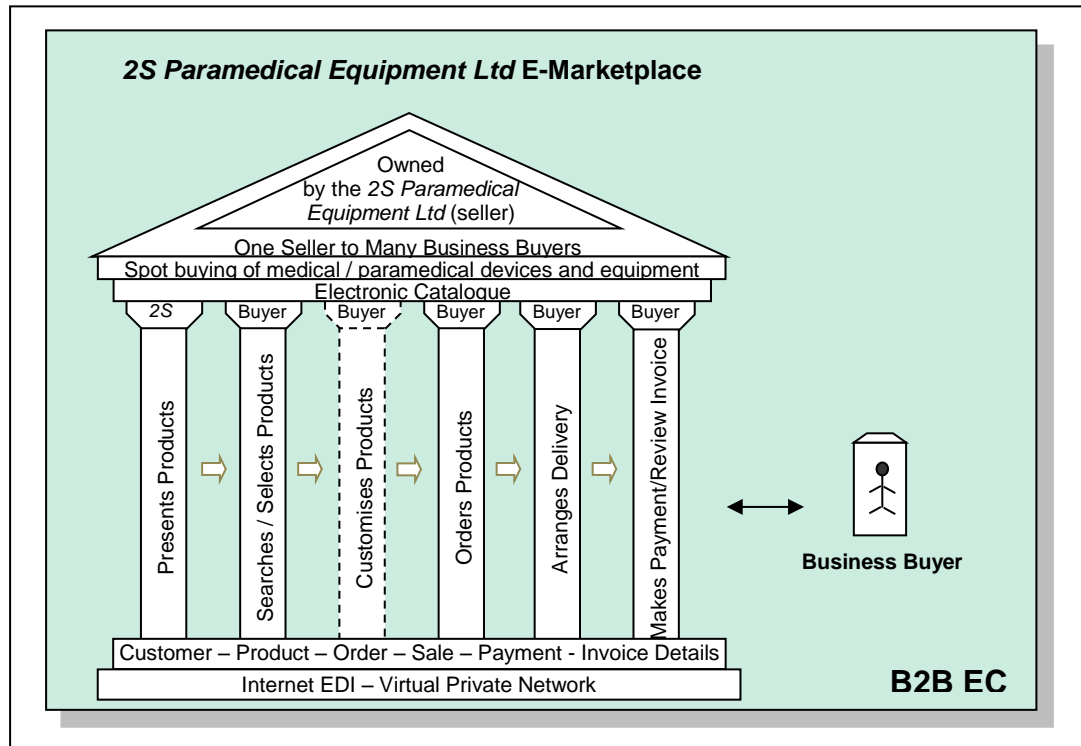 2S Paramedical Equipment Ltd E-Marketplace
Owned
by the 2S Paramedical
Equipment Ltd (seller)
One Seller to Many Business Buyers
Spot buying of medical / paramedical devices and equipment
Electronic Catalogue
2S
Buyer
Buyer
Buyer
Buyer
Buyer
Presents Products
Searches / Selects Products
Customises Products
Orders Products
Arranges Delivery
Makes Payment/Review Invoice
Business Buyer
Customer – Product – Order – Sale – Payment - Invoice Details
Internet EDI – Virtual Private Network
B2B EC